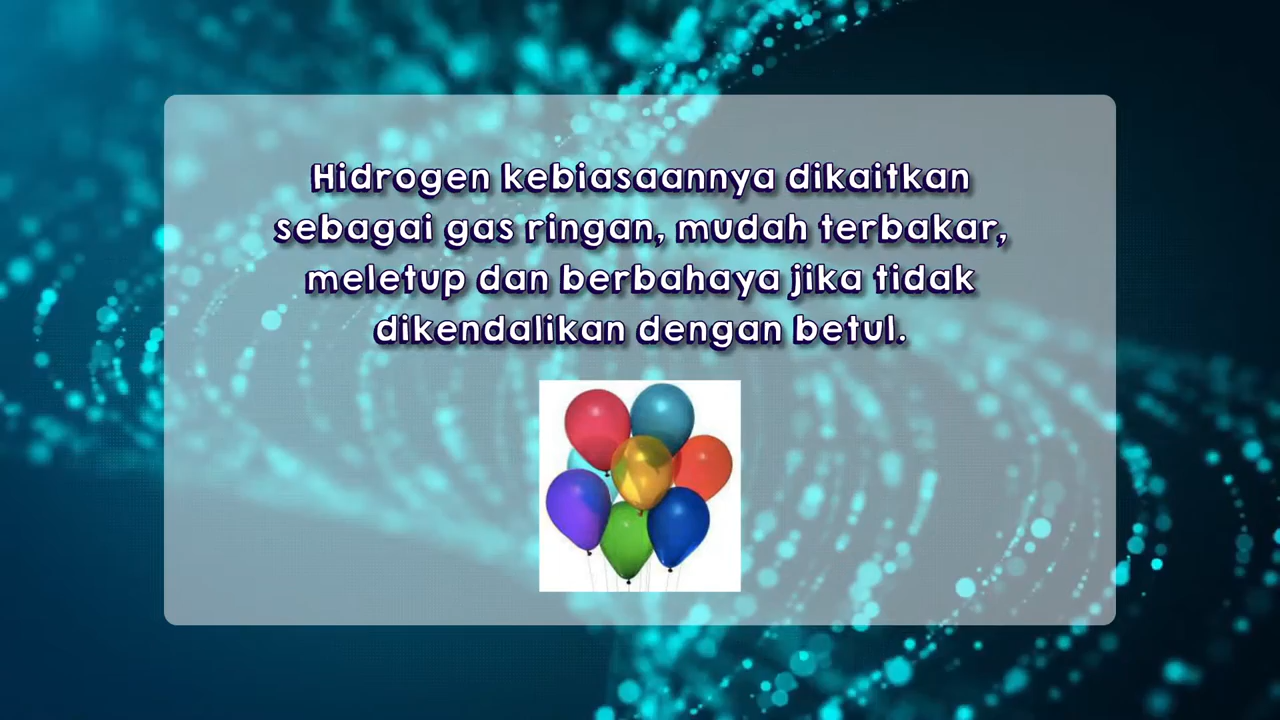 Hidrogen kebiasaannya dikaitkan
sebagai gas ringan, mudah terbakar,
meletup dan berbahaya jika tidak
dikendalikan dengan betul.